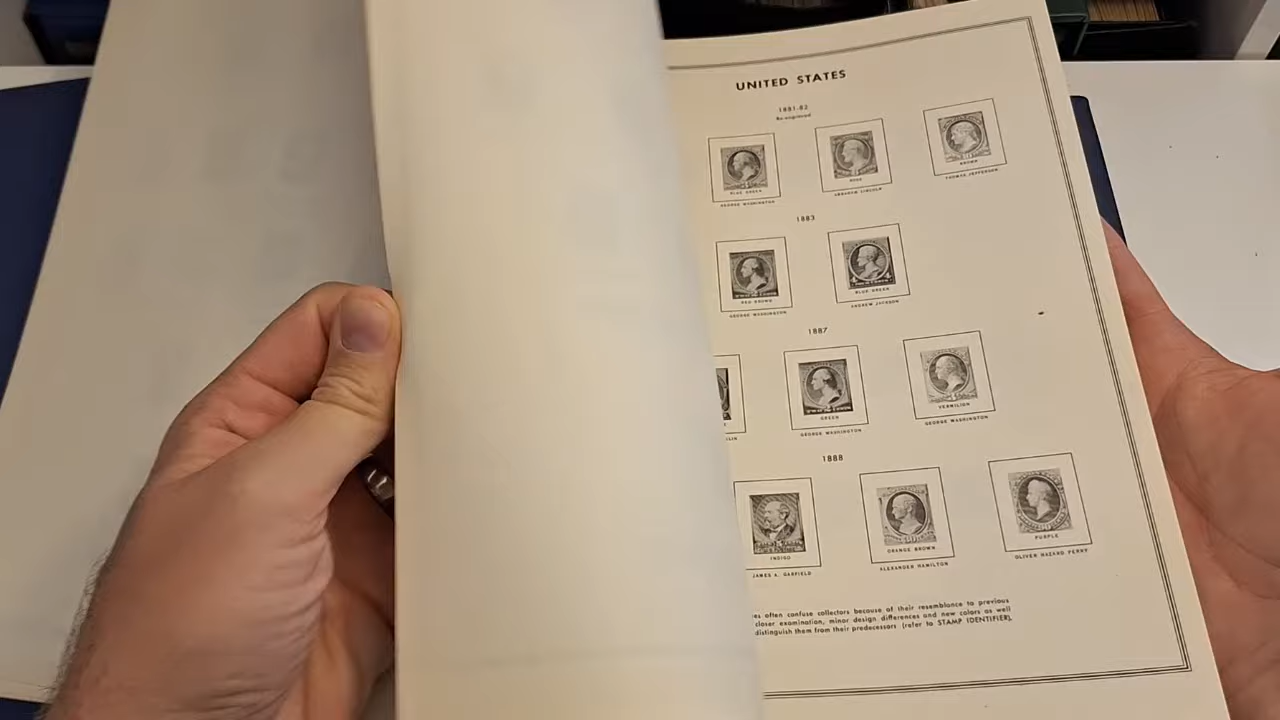 UNITED STATES
1881-82
Re-engraved
BLUE GREEN
ROSE
BROWN
GEORGE WASHINGTON
ABRAHAM LINCOLN
THOMAS JEFFERSON
1883
RED BROWN
BLUE GREEN
GEORGE WASHINGTON
ANDREW JACKSON
1887
GREEN
VERMILION
LIN
GEORGE WASHINGTON
GEORGE WASHINGTON
1888
INDIGO
ORANGE BROWN
PURPLE
JAMES A. GARFIELD
ALEXANDER HAMILTON
OLIVER HAZARD PERRY
es often confuse collectors because of their resemblance to previous
closer examination, minor design differences and new colors as well
distinguish them from their predecessors (refer to STAMP IDENTIFIER),